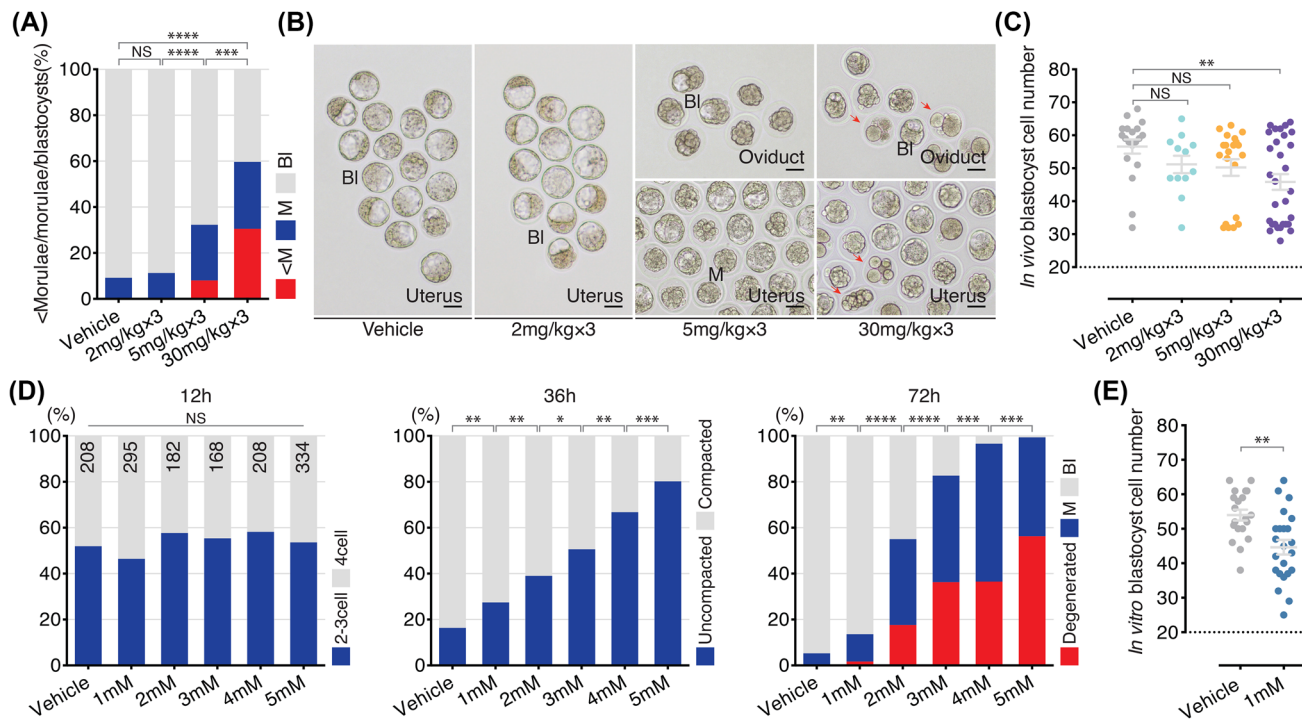 (A)
**** 
NS **** ***
<Morulae/morulae/blastocysts(%)
100
80
60
40
20
0
Vehicle
2mg/kg×3
5mg/kg×3
30mg/kg×3
<M M Bl
(B)
Bl
Uterus
Bl
Uterus
Bl
Oviduct
M
Uterus
Bl
Oviduct
Uterus
Vehicle
2mg/kg×3
5mg/kg×3
30mg/kg×3
(C)
In vivo blastocyst cell number
**
NS
NS
80
70
60
50
40
30
20
Vehicle
2mg/kg×3
5mg/kg×3
30mg/kg×3
(D)
12h
(%)
NS
100
80
60
40
20
0
208 295 182 168 208 334
Vehicle
1mM
2mM
3mM
4mM
5mM
2-3cell 4cell
36h
(%)
** ** * ** ***
100
80
60
40
20
0
Vehicle
1mM
2mM
3mM
4mM
5mM
Uncompacted Compacted
72h
(%)
** **** **** *** ***
100
80
60
40
20
0
Vehicle
1mM
2mM
3mM
4mM
5mM
Degenerated M Bl
(E)
In vitro blastocyst cell number
**
80
70
60
50
40
30
20
Vehicle
1mM